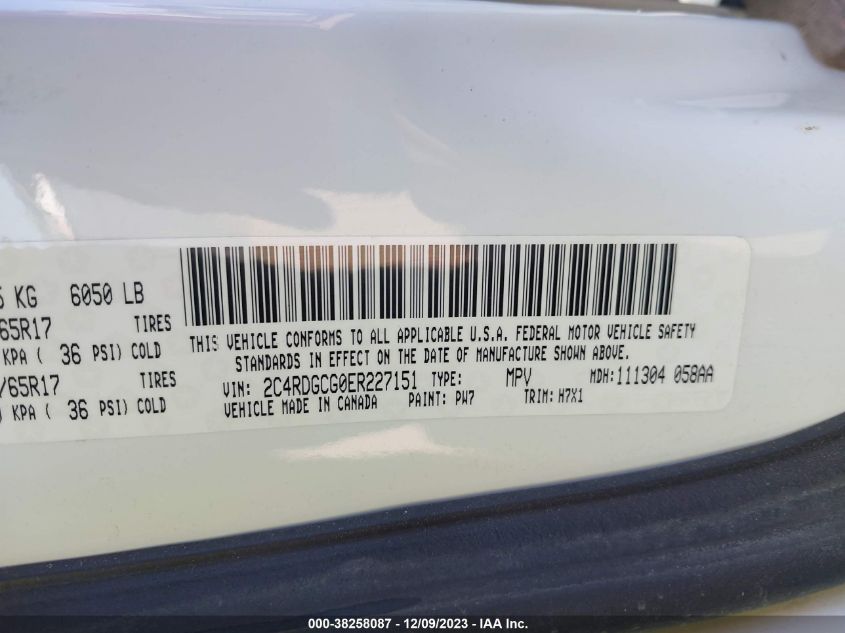 KG 6050 LB
65R17 TIRES
KPA ( 36 PSI) COLD
/65R17 TIRES
KPA ( 36 PSI) COLD
THIS VEHICLE CONFORMS TO ALL APPLICABLE U.S.A. FEDERAL MOTOR VEHICLE SAFETY
STANDARDS IN EFFECT ON THE DATE OF MANUFACTURE SHOWN ABOVE.
VIN: 2C4RDGCG0ER227151 TYPE: MPV MDH:111304 058AA
VEHICLE MADE IN CANADA PAINT: PW7 TRIM: H7X1
000-38258087 - 12/09/2023 - IAA Inc.